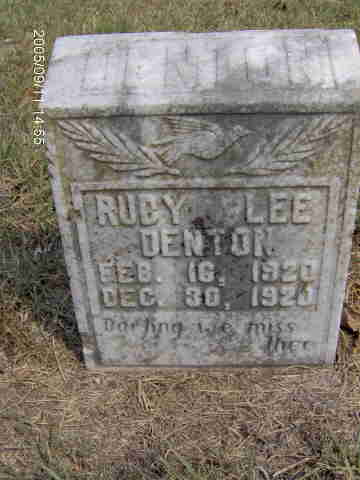 2005/09/11 14:55
DENTON
RUBY LEE
DENTON
FEB. 16, 1920
DEC. 30, 1920
Darling we miss
thee